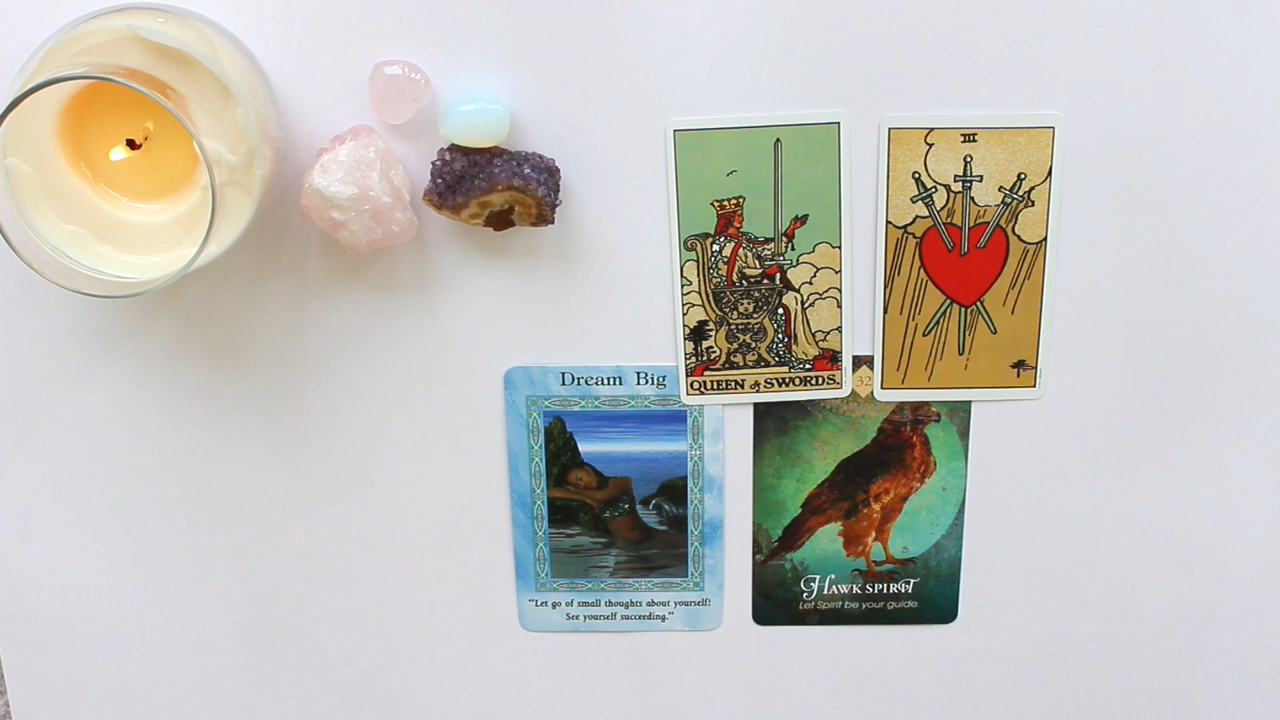 III
QUEEN of SWORDS.
Dream Big
32
"Let go of small thoughts about yourself!
See yourself succeeding."
HAWK SPIRIT
Let Spirit be your guide.